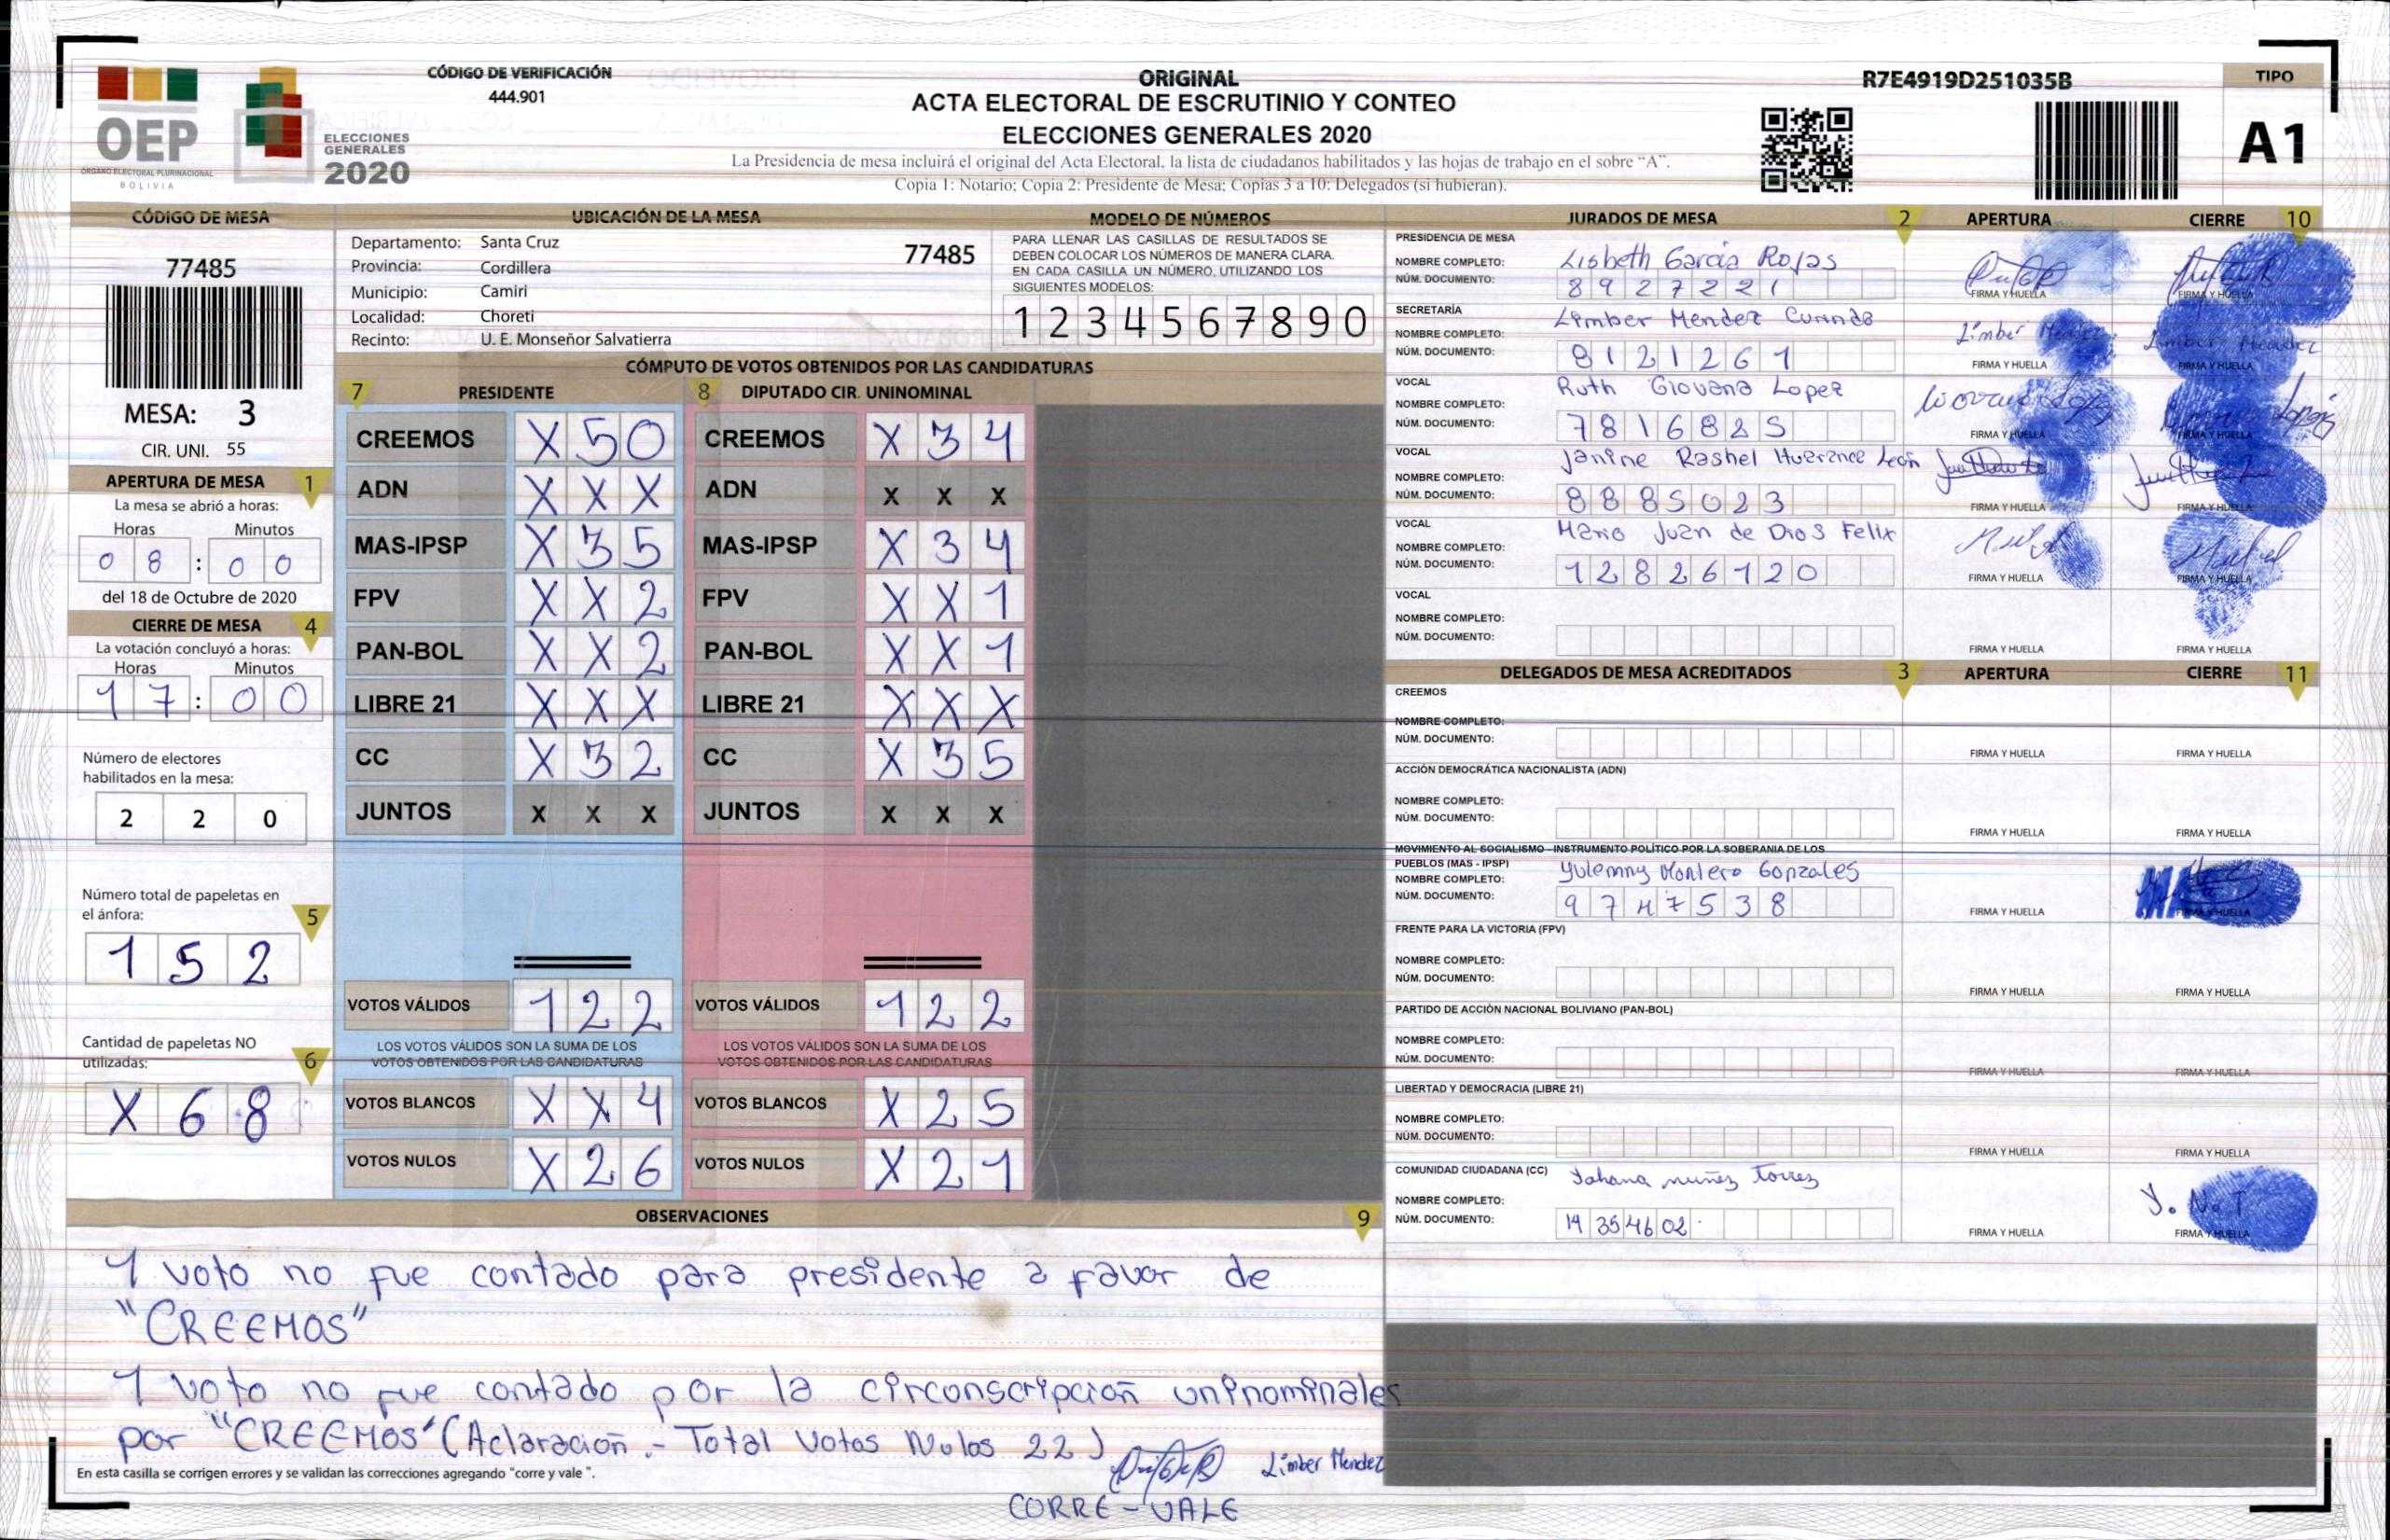 OEP
ÓRGANO ELECTORAL PLURINACIONAL
BOLIVIA
ELECCIONES
GENERALES
2020
CÓDIGO DE VERIFICACIÓN
444.901
ORIGINAL
ACTA ELECTORAL DE ESCRUTINIO Y CONTEO
ELECCIONES GENERALES 2020
La Presidencia de mesa incluirá el original del Acta Electoral, la lista de ciudadanos habilitados y las hojas de trabajo en el sobre "A".
Copia 1: Notario; Copia 2: Presidente de Mesa; Copias 3 a 10: Delegados (si hubieran).
R7E4919D251035B
TIPO
A1
CÓDIGO DE MESA
77485
MESA: 3
CIR. UNI. 55
APERTURA DE MESA 1
La mesa se abrió a horas:
Horas Minutos
0 8 : 0 0
del 18 de Octubre de 2020
CIERRE DE MESA 4
La votación concluyó a horas:
Horas Minutos
1 7 : 0 0
Número de electores
habilitados en la mesa:
2 2 0
Número total de papeletas en
el ánfora: 5
1 5 2
Cantidad de papeletas NO
utilizadas: 6
X 6 8
UBICACIÓN DE LA MESA
Departamento: Santa Cruz
77485
Provincia: Cordillera
Municipio: Camiri
Localidad: Choreti
Recinto: U. E. Monseñor Salvatierra
MODELO DE NÚMEROS
PARA LLENAR LAS CASILLAS DE RESULTADOS SE
DEBEN COLOCAR LOS NÚMEROS DE MANERA CLARA.
EN CADA CASILLA UN NÚMERO, UTILIZANDO LOS
SIGUIENTES MODELOS:
1 2 3 4 5 6 7 8 9 0
CÓMPUTO DE VOTOS OBTENIDOS POR LAS CANDIDATURAS
7 PRESIDENTE 8 DIPUTADO CIR. UNINOMINAL
CREEMOS X 5 0 CREEMOS X 3 4
ADN X X X ADN X X X
MAS-IPSP X 3 5 MAS-IPSP X 3 4
FPV X X 2 FPV X X 1
PAN-BOL X X 2 PAN-BOL X X 1
LIBRE 21 X X X LIBRE 21 X X X
CC X 3 2 CC X 3 5
JUNTOS X X X JUNTOS X X X
VOTOS VÁLIDOS 1 2 2 VOTOS VÁLIDOS 1 2 2
LOS VOTOS VÁLIDOS SON LA SUMA DE LOS LOS VOTOS VÁLIDOS SON LA SUMA DE LOS
VOTOS OBTENIDOS POR LAS CANDIDATURAS VOTOS OBTENIDOS POR LAS CANDIDATURAS
VOTOS BLANCOS X X 4 VOTOS BLANCOS X 2 5
VOTOS NULOS X 2 6 VOTOS NULOS X 2 1
JURADOS DE MESA 2 APERTURA CIERRE 10
PRESIDENCIA DE MESA
NOMBRE COMPLETO: Lisbeth Garcia Rojas
NÚM. DOCUMENTO: 8 9 2 7 2 2 1
FIRMA Y HUELLA FIRMA Y HUELLA
SECRETARÍA
NOMBRE COMPLETO: Limber Mendez
NÚM. DOCUMENTO: 8 1 2 1 2 6 1
Limber Mendez Limber Mendez
FIRMA Y HUELLA FIRMA Y HUELLA
VOCAL
NOMBRE COMPLETO: Ruth Giovana Lopez
NÚM. DOCUMENTO: 7 8 1 6 8 2 5
FIRMA Y HUELLA FIRMA Y HUELLA
VOCAL
NOMBRE COMPLETO: Janine Rashel León
NÚM. DOCUMENTO: 8 8 8 5 0 2 3
FIRMA Y HUELLA FIRMA Y HUELLA
VOCAL
NOMBRE COMPLETO: Mario Juan de Dios Felix
NÚM. DOCUMENTO: 1 2 8 2 6 1 2 0
FIRMA Y HUELLA FIRMA Y HUELLA
VOCAL
NOMBRE COMPLETO:
NÚM. DOCUMENTO:
FIRMA Y HUELLA FIRMA Y HUELLA
DELEGADOS DE MESA ACREDITADOS 3 APERTURA CIERRE 11
CREEMOS
NOMBRE COMPLETO:
NÚM. DOCUMENTO:
FIRMA Y HUELLA FIRMA Y HUELLA
ACCIÓN DEMOCRÁTICA NACIONALISTA (ADN)
NOMBRE COMPLETO:
NÚM. DOCUMENTO:
FIRMA Y HUELLA FIRMA Y HUELLA
MOVIMIENTO AL SOCIALISMO - INSTRUMENTO POLÍTICO POR LA SOBERANIA DE LOS
PUEBLOS (MAS - IPSP)
NOMBRE COMPLETO: Yulemny Montero Gonzales
NÚM. DOCUMENTO: 9 7 4 7 5 3 8
FIRMA Y HUELLA FIRMA Y HUELLA
FRENTE PARA LA VICTORIA (FPV)
NOMBRE COMPLETO:
NÚM. DOCUMENTO:
FIRMA Y HUELLA FIRMA Y HUELLA
PARTIDO DE ACCIÓN NACIONAL BOLIVIANO (PAN-BOL)
NOMBRE COMPLETO:
NÚM. DOCUMENTO:
FIRMA Y HUELLA FIRMA Y HUELLA
LIBERTAD Y DEMOCRACIA (LIBRE 21)
NOMBRE COMPLETO:
NÚM. DOCUMENTO:
FIRMA Y HUELLA FIRMA Y HUELLA
COMUNIDAD CIUDADANA (CC)
NOMBRE COMPLETO: Yohana nuñez torrez
NÚM. DOCUMENTO: 14 354602
Y. N. T
FIRMA Y HUELLA FIRMA Y HUELLA
OBSERVACIONES 9
1 voto no fue contado para presidente a favor de
"CREEMOS"
1 voto no fue contado por la circonscripcioñ uninominales
por "CREEMOS" (Aclaracioñ.- Total Votos Nulos 22)
Limber Mendez
En esta casilla se corrigen errores y se validan las correcciones agregando "corre y vale ".
CORRE - VALE